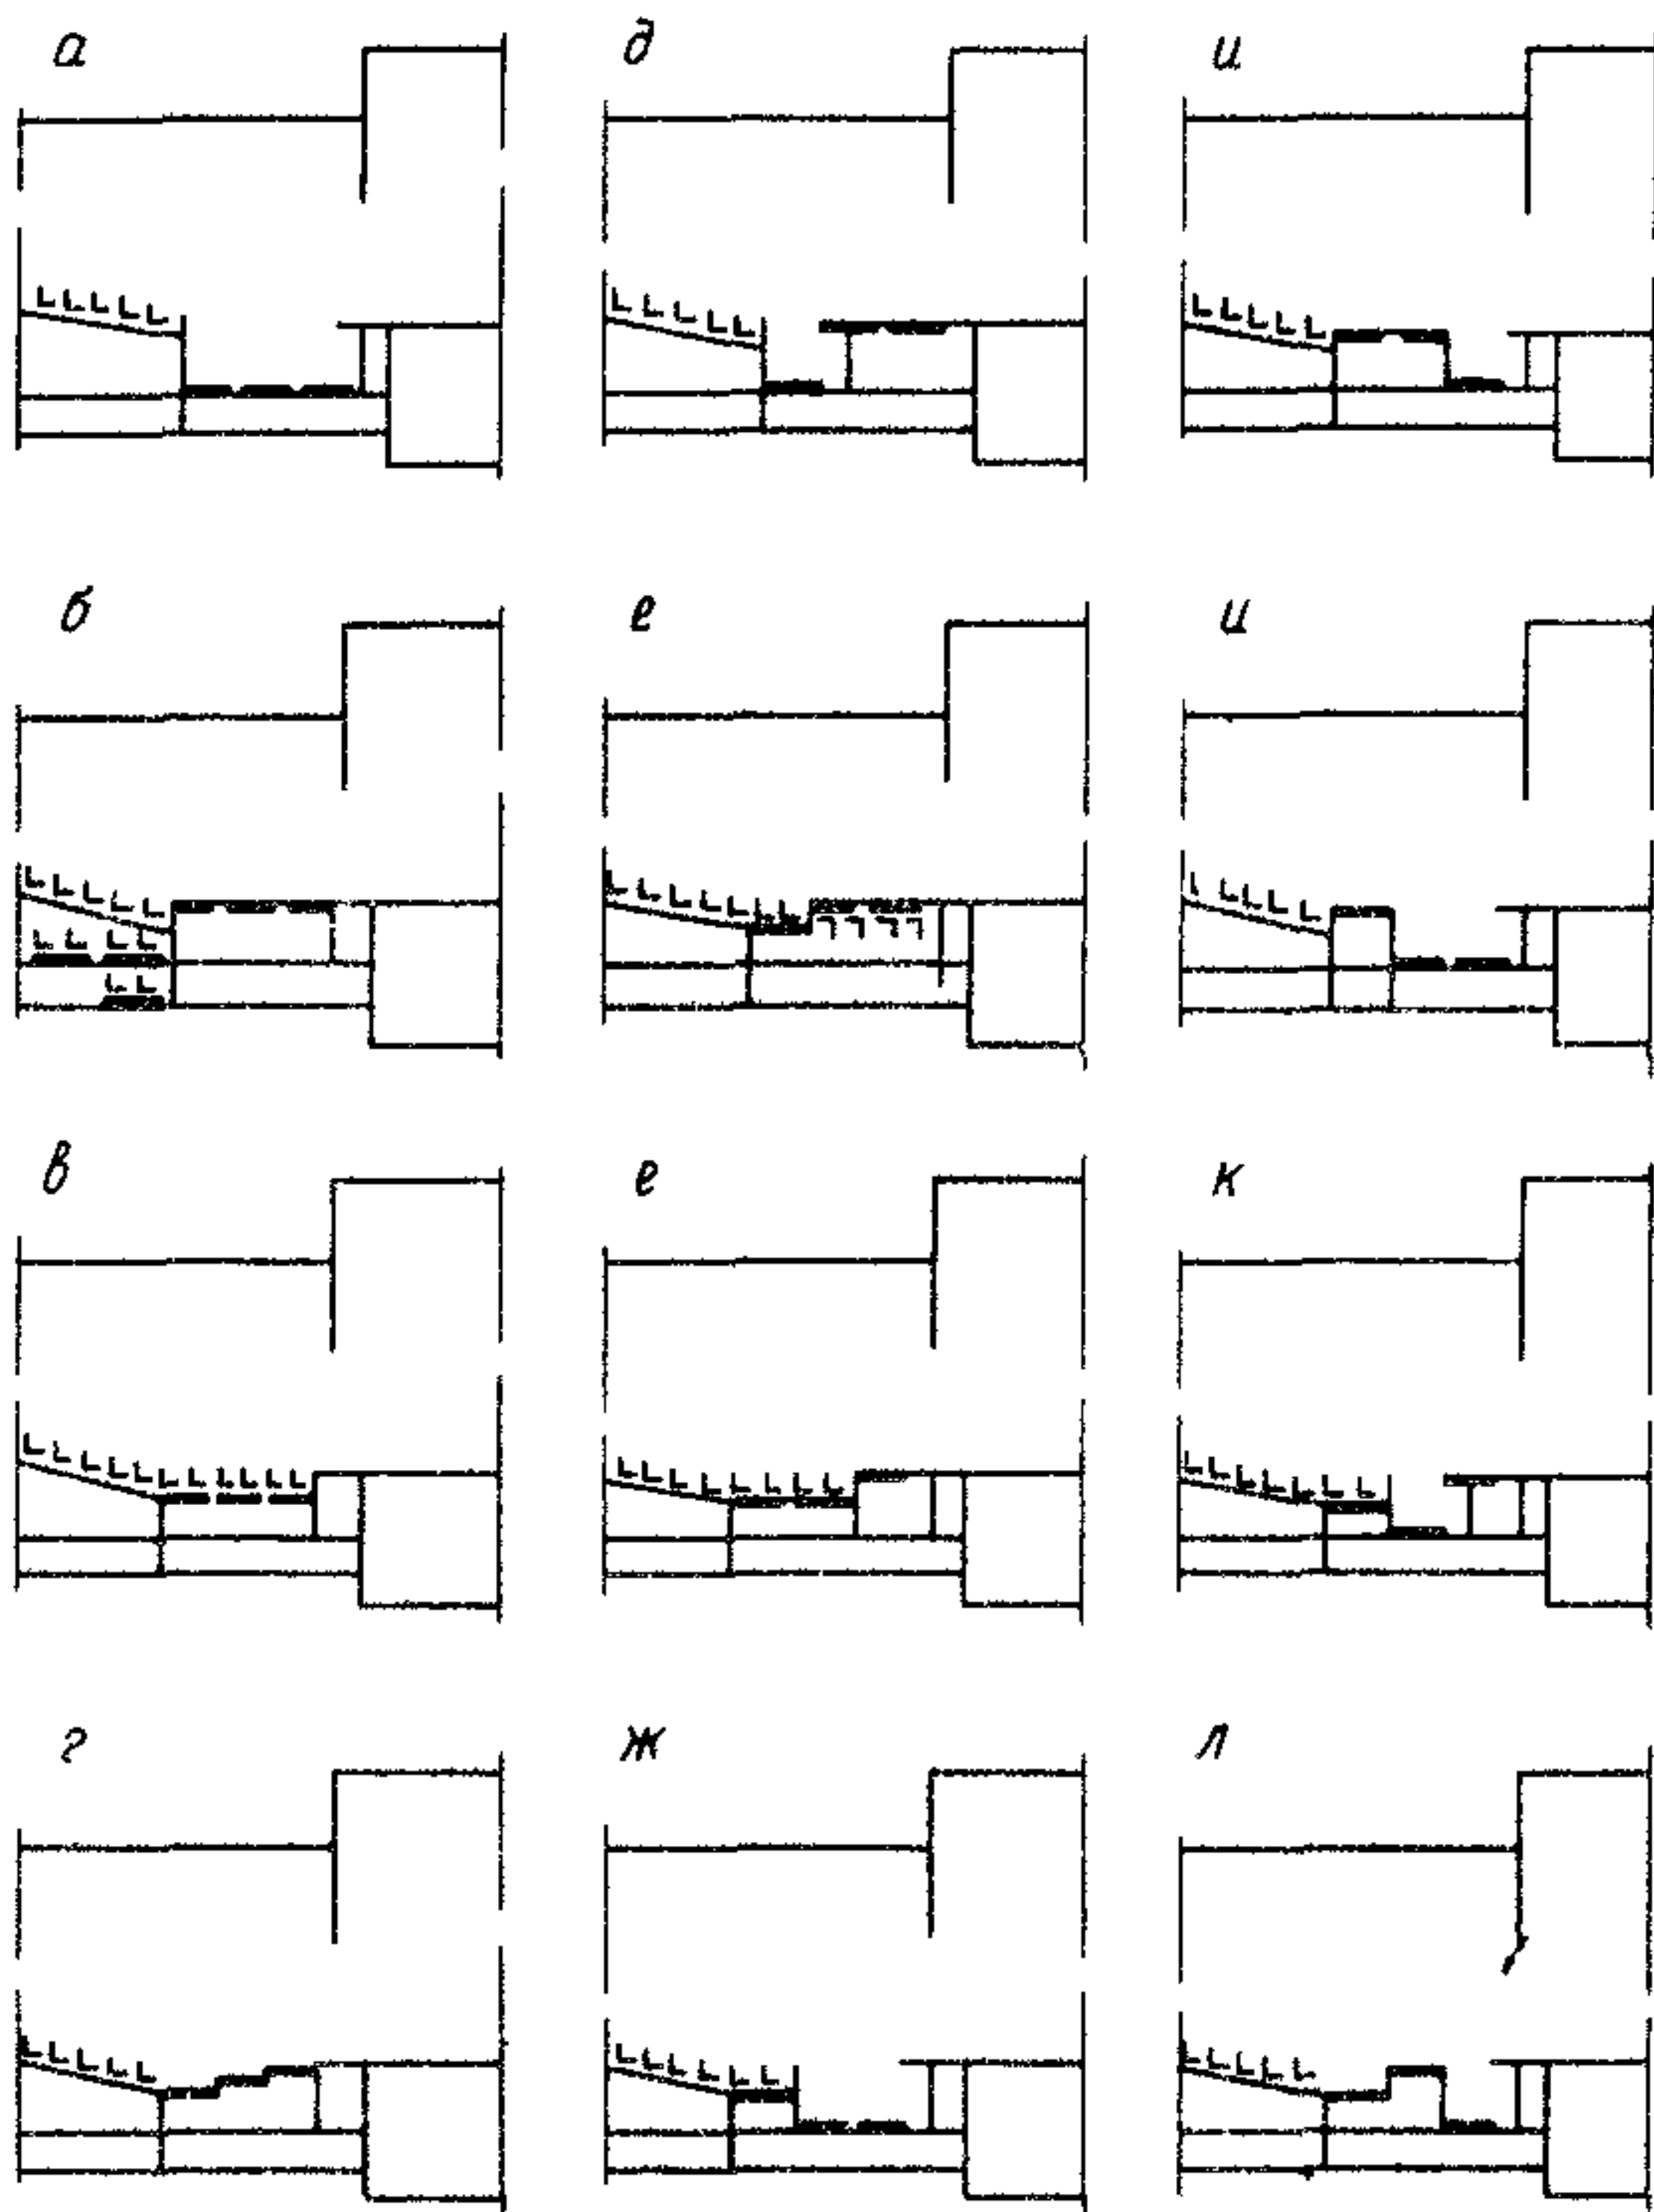 а д и
б е и
в е к
г ж л